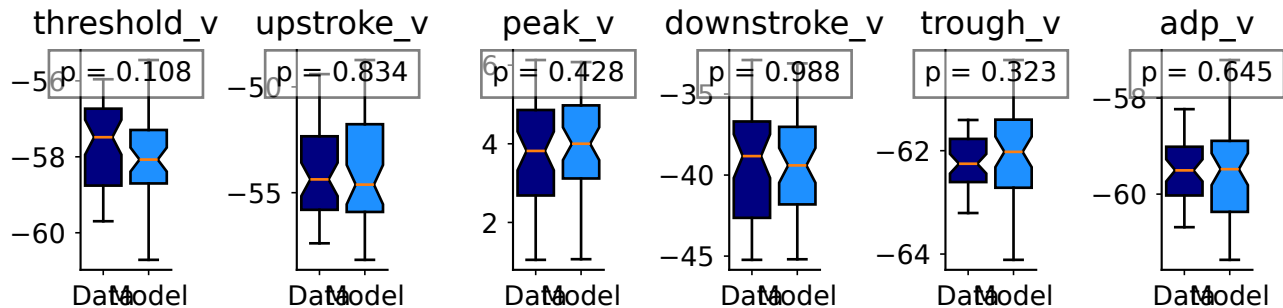 threshold_v
p = 0.108
−56
−58
−60
Data
Model
upstroke_v
p = 0.834
−50
−55
Data
Model
peak_v
p = 0.428
6
4
2
Data
Model
downstroke_v
p = 0.988
−35
−40
−45
Data
Model
trough_v
p = 0.323
−62
−64
Data
Model
adp_v
p = 0.645
−58
−60
Data
Model